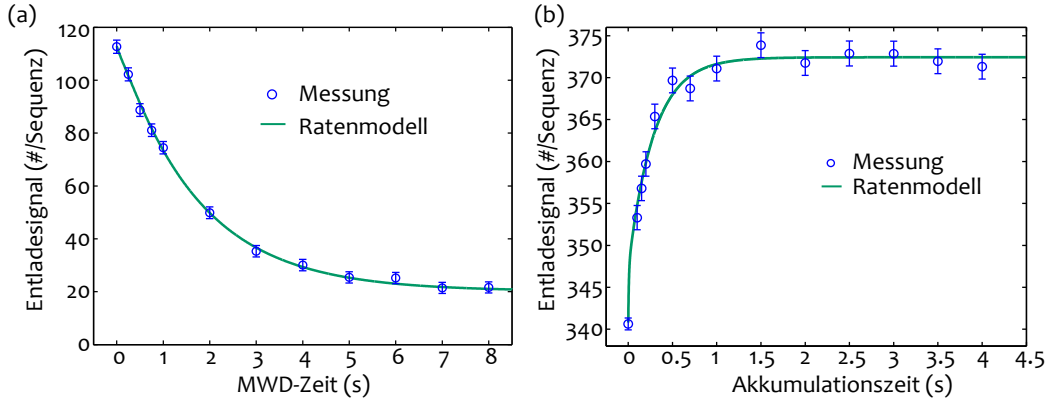 (a)
Entladesignal (#/Sequenz)
120
100
80
60
40
20
0
Messung
Ratenmodell
0 1 2 3 4 5 6 7 8
MWD-Zeit (s)
(b)
Entladesignal (#/Sequenz)
375
370
365
360
355
350
345
340
Messung
Ratenmodell
0 0.5 1 1.5 2 2.5 3 3.5 4 4.5
Akkumulationszeit (s)